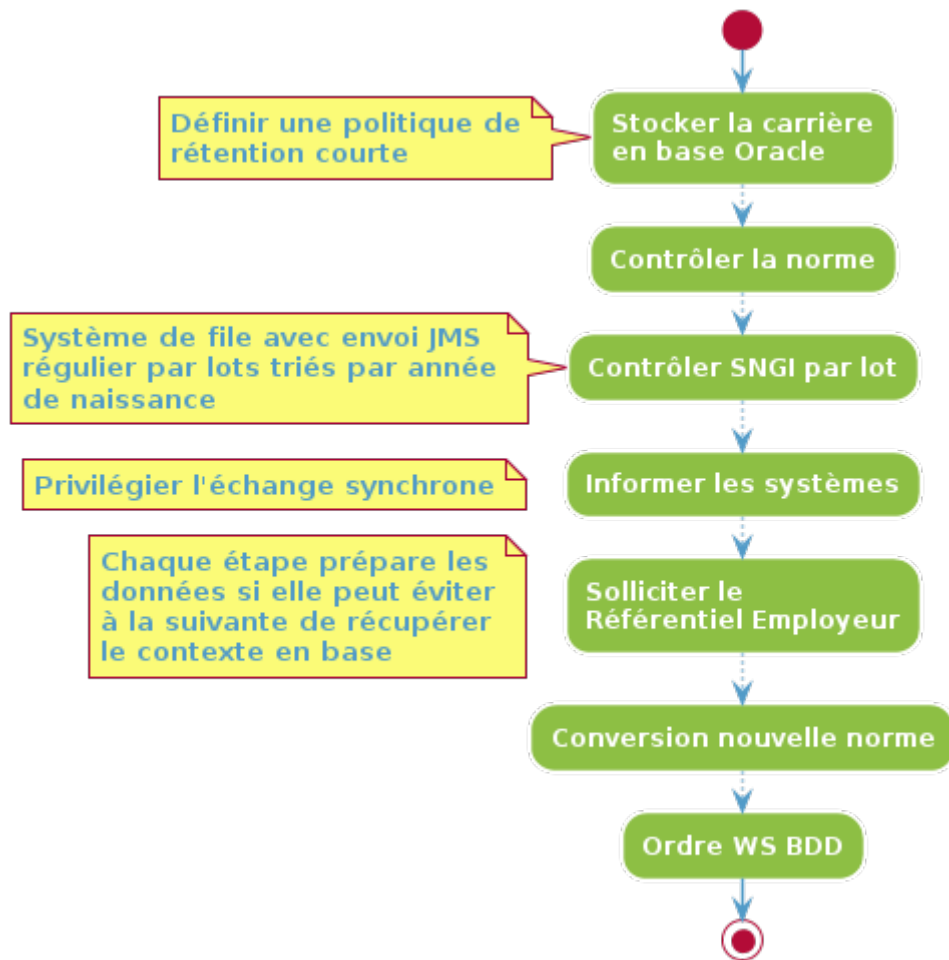 Définir une politique de
rétention courte
Stocker la carrière
en base Oracle
Contrôler la norme
Système de file avec envoi JMS
régulier par lots triés par année
de naissance
Contrôler SNGI par lot
Privilégier l'échange synchrone
Informer les systèmes
Chaque étape prépare les
données si elle peut éviter
à la suivante de récupérer
le contexte en base
Solliciter le
Référentiel Employeur
Conversion nouvelle norme
Ordre WS BDD